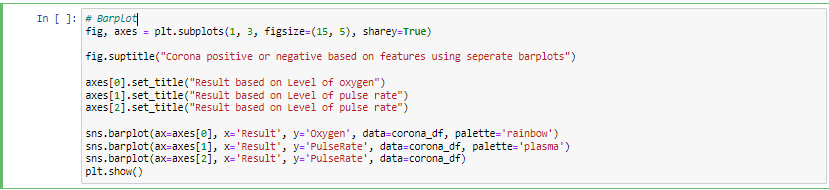 In [ ]: # Barplot
fig, axes = plt.subplots(1, 3, figsize=(15, 5), sharey=True)
fig.suptitle("Corona positive or negative based on features using seperate barplots")
axes[0].set_title("Result based on Level of oxygen")
axes[1].set_title("Result based on Level of pulse rate")
axes[2].set_title("Result based on Level of pulse rate")
sns.barplot(ax=axes[0], x='Result', y='Oxygen', data=corona_df, palette='rainbow')
sns.barplot(ax=axes[1], x='Result', y='PulseRate', data=corona_df, palette='plasma')
sns.barplot(ax=axes[2], x='Result', y='PulseRate', data=corona_df)
plt.show()